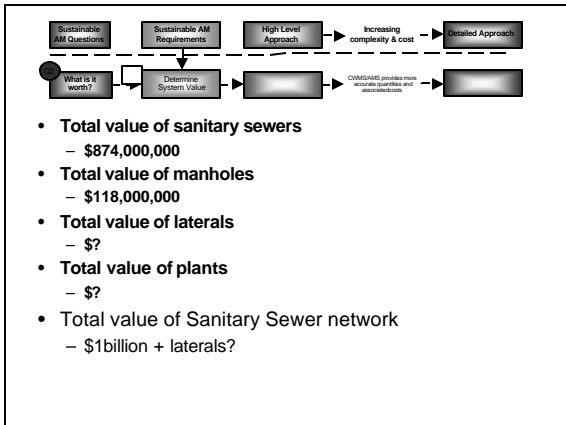 Sustainable
AM Questions
Sustainable AM
Requirements
High Level
Approach
Increasing
complexity & cost
Detailed Approach
Q2
What is it
worth?
Determine
System Value
CWMS/AMS provides more
accurate quantities and
associatedcosts
• Total value of sanitary sewers
– $874,000,000
• Total value of manholes
– $118,000,000
• Total value of laterals
– $?
• Total value of plants
– $?
• Total value of Sanitary Sewer network
– $1billion + laterals?